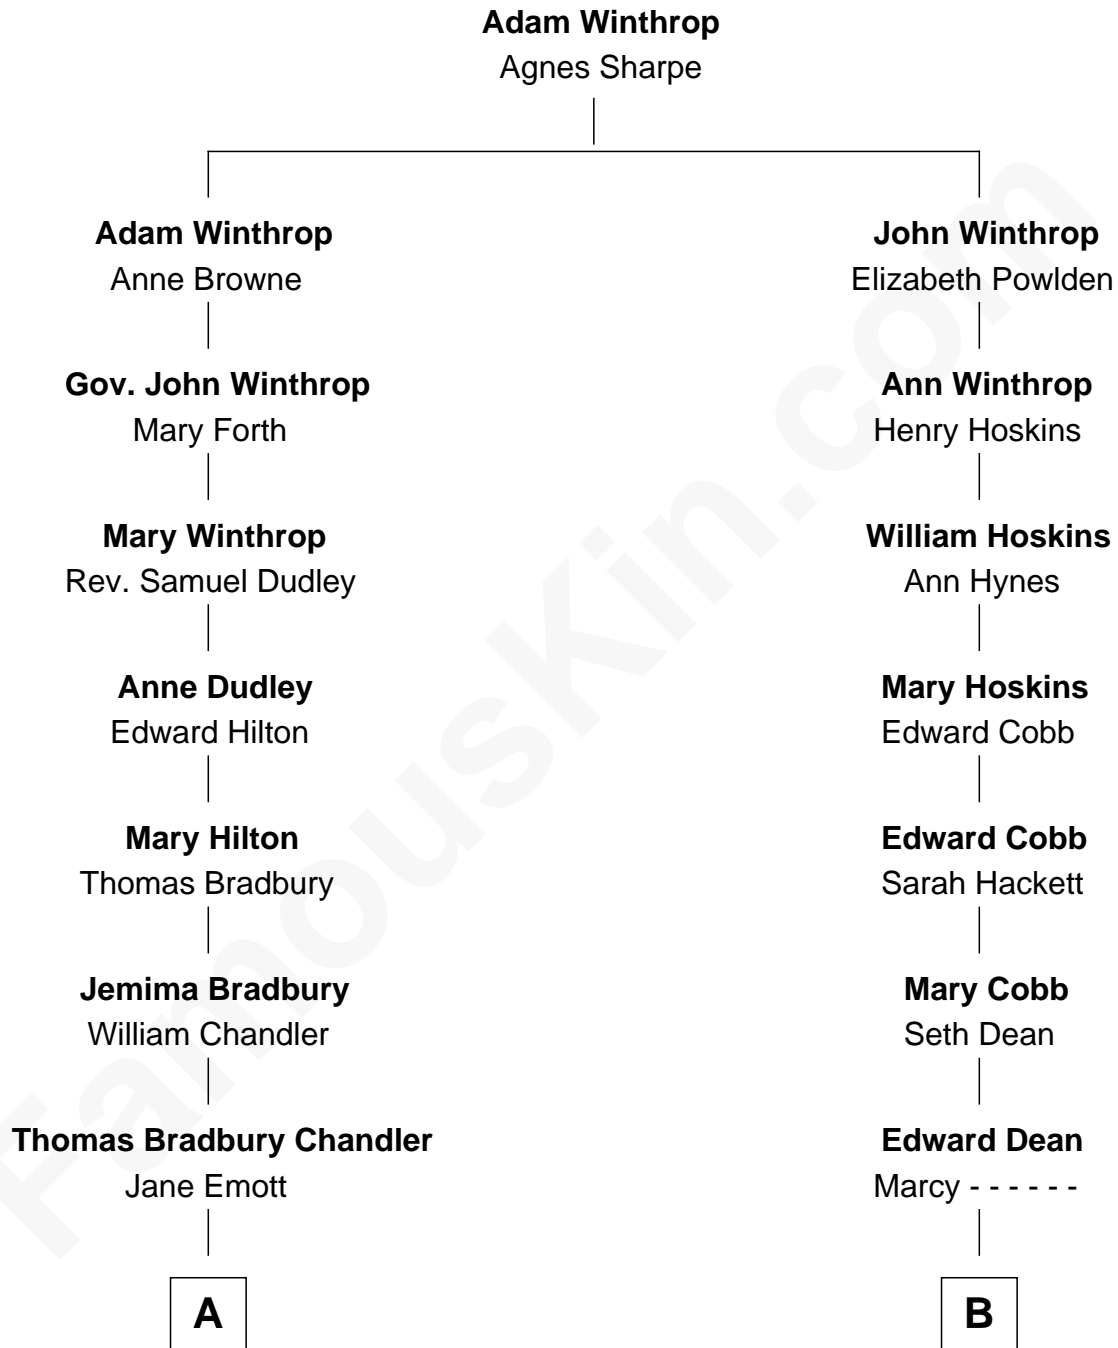 Adam Winthrop
Agnes Sharpe
Adam Winthrop
Anne Browne
John Winthrop
Elizabeth Powlden
Gov. John Winthrop
Mary Forth
Ann Winthrop
Henry Hoskins
Mary Winthrop
Rev. Samuel Dudley
William Hoskins
Ann Hynes
Anne Dudley
Edward Hilton
Mary Hoskins
Edward Cobb
Mary Hilton
Thomas Bradbury
Edward Cobb
Sarah Hackett
Jemima Bradbury
William Chandler
Mary Cobb
Seth Dean
Thomas Bradbury Chandler
Jane Emott
Edward Dean
Marcy - - - - - -
A
B
FamousKin.com